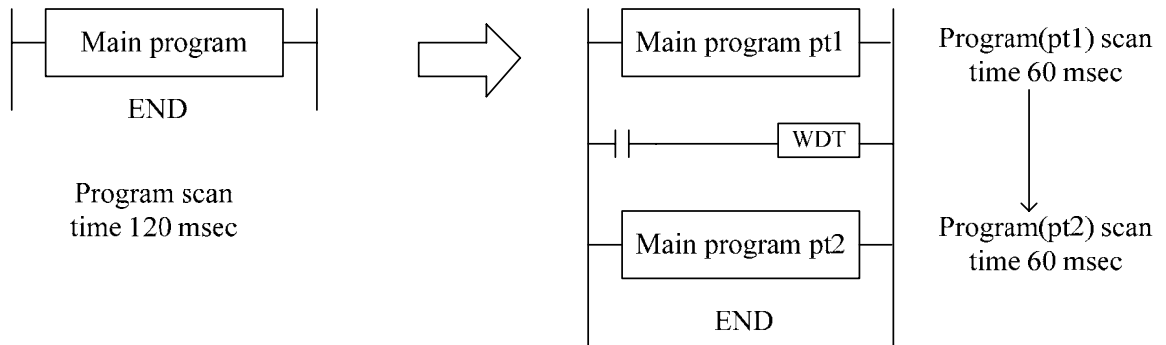 Main program
END
Program scan
time 120 msec
Main program pt1
WDT
Main program pt2
END
Program(pt1) scan
time 60 msec
Program(pt2) scan
time 60 msec